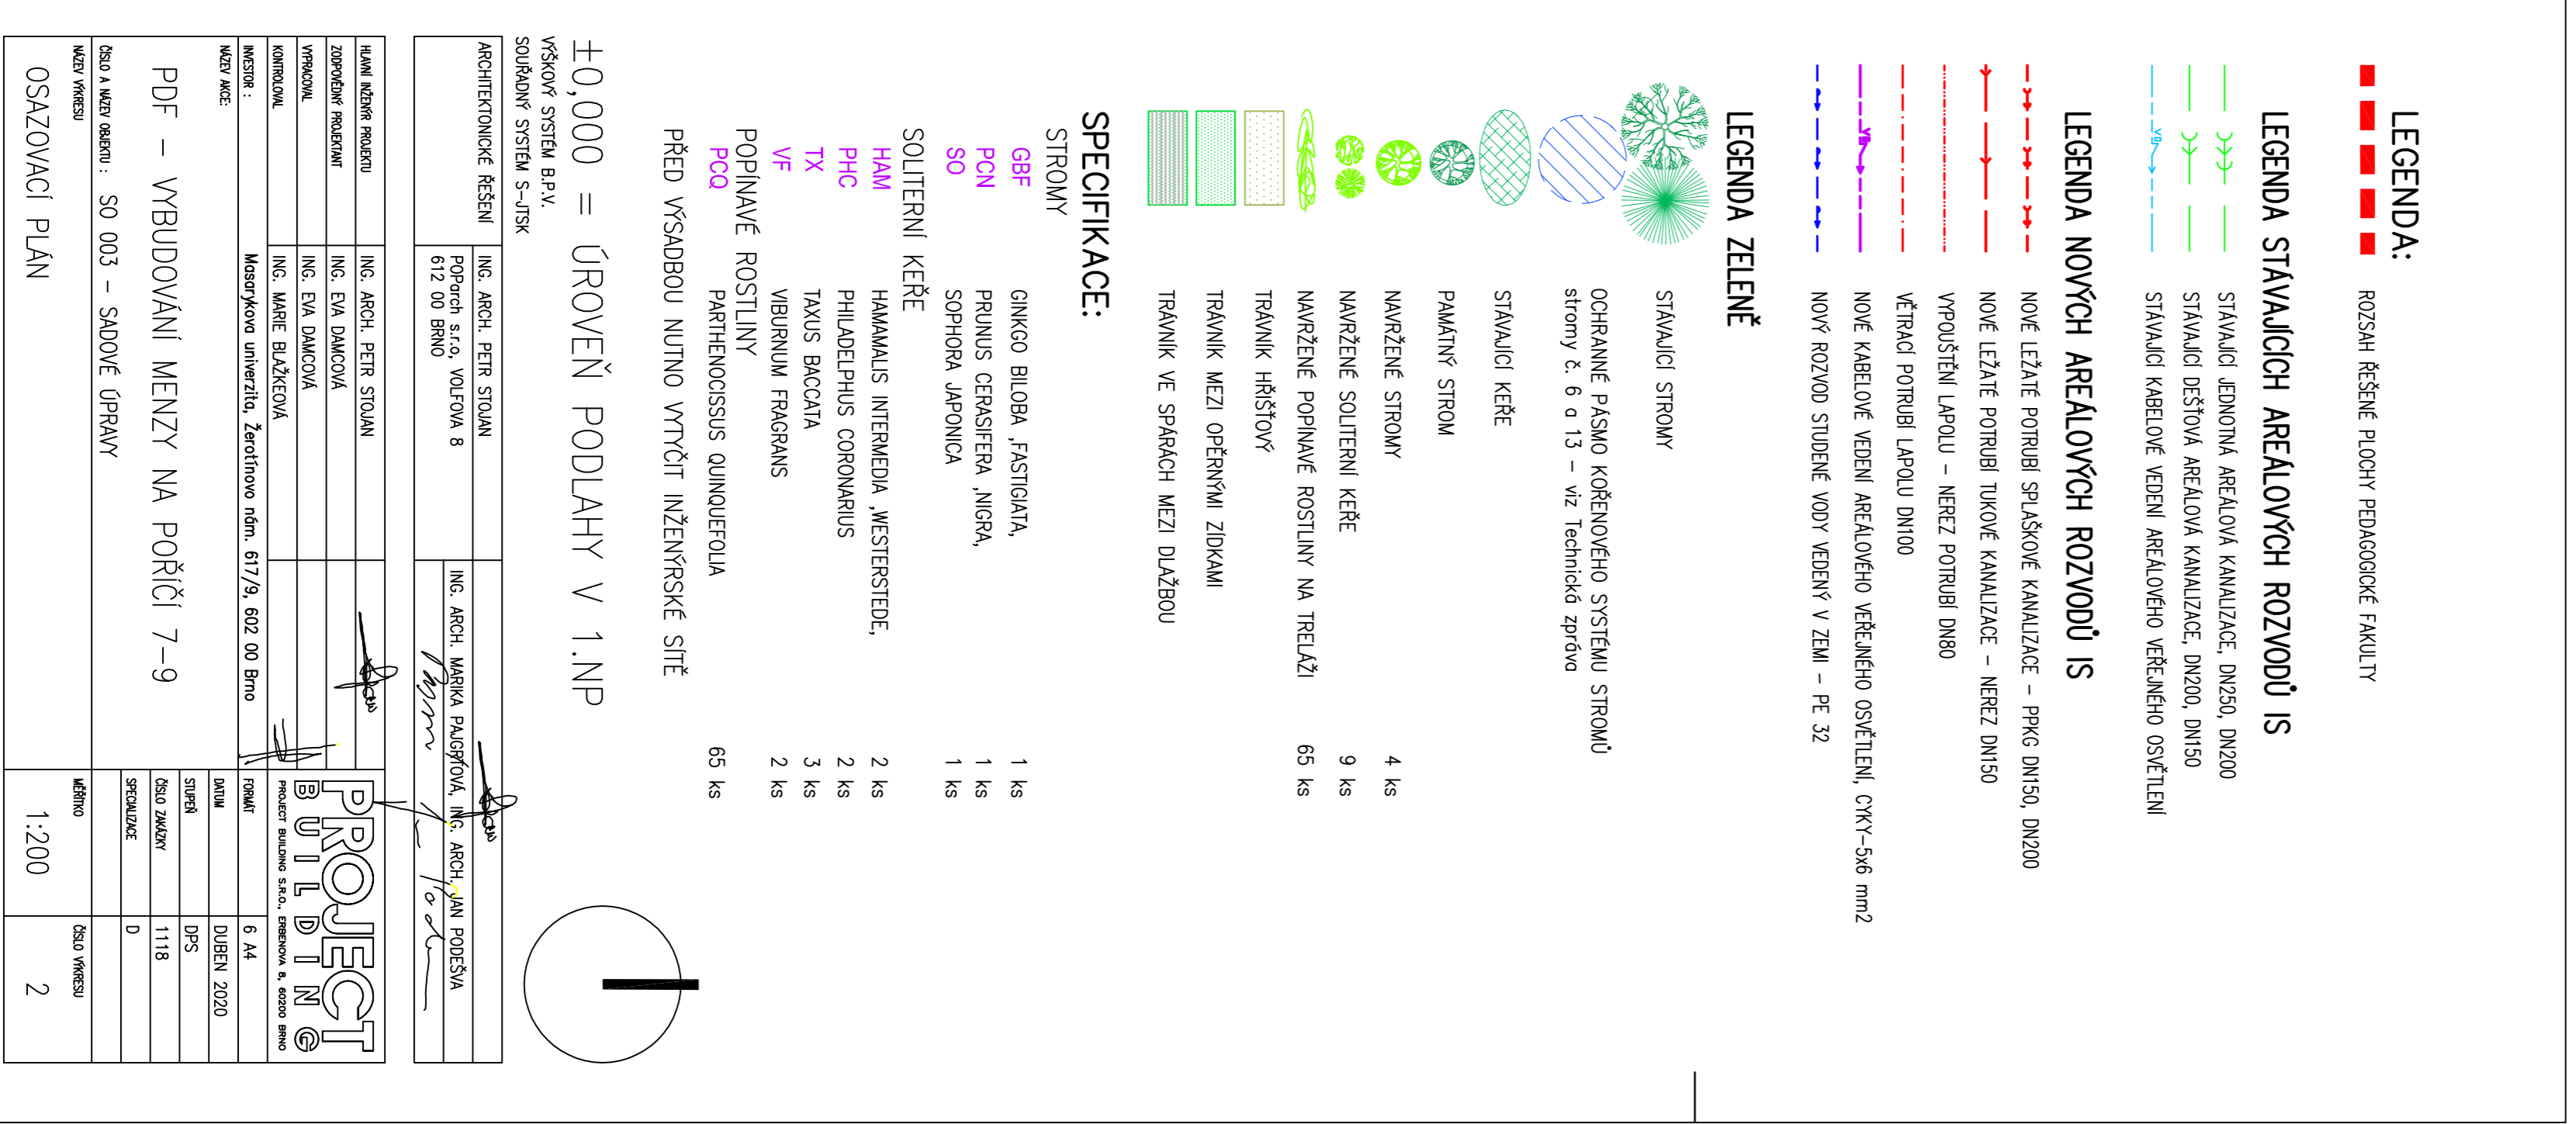 LEGENDA:
ROZSAH ŘEŠENÉ PLOCHY PEDAGOGICKÉ FAKULTY
LEGENDA STÁVAJÍCÍCH AREÁLOVÝCH ROZVODŮ IS
STÁVAJÍCÍ JEDNOTNÁ AREÁLOVÁ KANALIZACE, DN250, DN200
STÁVAJÍCÍ DEŠŤOVÁ AREÁLOVÁ KANALIZACE, DN200, DN150
STÁVAJÍCÍ KABELOVÉ VEDENÍ AREÁLOVÉHO VEŘEJNÉHO OSVĚTLENÍ
LEGENDA NOVÝCH AREÁLOVÝCH ROZVODŮ IS
NOVÉ LEŽATÉ POTRUBÍ SPLAŠKOVÉ KANALIZACE – PPKG DN150, DN200
NOVÉ LEŽATÉ POTRUBÍ TUKOVÉ KANALIZACE – NEREZ DN150
VYPOUŠTĚNÍ LAPOLU – NEREZ POTRUBÍ DN80
VĚTRACÍ POTRUBÍ LAPOLU DN100
NOVÉ KABELOVÉ VEDENÍ AREÁLOVÉHO VEŘEJNÉHO OSVĚTLENÍ, CYKY–5x6 mm2
NOVÝ ROZVOD STUDENÉ VODY VEDENÝ V ZEMI – PE 32
LEGENDA ZELENĚ
STÁVAJÍCÍ STROMY
OCHRANNÉ PÁSMO KOŘENOVÉHO SYSTÉMU STROMŮ
stromy č. 6 a 13 – viz Technická zpráva
STÁVAJÍCÍ KEŘE
PAMÁTNÝ STROM
NAVRŽENÉ STROMY 4 ks
NAVRŽENÉ SOLITERNÍ KEŘE 9 ks
NAVRŽENÉ POPÍNAVÉ ROSTLINY NA TRELÁŽI 65 ks
TRÁVNÍK HŘIŠŤOVÝ
TRÁVNÍK MEZI OPĚRNÝMI ZÍDKAMI
TRÁVNÍK VE SPÁRÁCH MEZI DLAŽBOU
SPECIFIKACE:
STROMY
GBF GINKGO BILOBA ,FASTIGIATA, 1 ks
PCN PRUNUS CERASIFERA ,NIGRA, 1 ks
SO SOPHORA JAPONICA 1 ks
SOLITERNÍ KEŘE
HAM HAMAMALIS INTERMEDIA ,WESTERSTEDE, 2 ks
PHC PHILADELPHUS CORONARIUS 2 ks
TX TAXUS BACCATA 3 ks
VF VIBURNUM FRAGRANS 2 ks
POPÍNAVÉ ROSTLINY
PCQ PARTHENOCISSUS QUINQUEFOLIA 65 ks
PŘED VÝSADBOU NUTNO VYTYČIT INŽENÝRSKÉ SÍTĚ
±0,000 = ÚROVEŇ PODLAHY V 1.NP
VÝŠKOVÝ SYSTÉM B.P.V.
SOUŘADNÝ SYSTÉM S–JTSK
ARCHITEKTONICKÉ ŘEŠENÍ ING. ARCH. PETR STOJAN
POParch s.r.o, VOLFOVA 8
612 00 BRNO
ING. ARCH. MARIKA PAJGRTOVÁ, ING. ARCH. JAN PODEŠVA
HLAVNÍ INŽENÝR PROJEKTU ING. ARCH. PETR STOJAN
ZODPOVĚDNÝ PROJEKTANT ING. EVA DAMCOVÁ
VYPRACOVAL ING. EVA DAMCOVÁ
KONTROLOVAL ING. MARIE BLAŽKEOVÁ
PROJECT
BUILDING
PROJECT BUILDING S.R.O., ERBENOVA 8, 60200 BRNO
INVESTOR : Masarykova univerzita, Žerotínovo nám. 617/9, 602 00 Brno
NÁZEV AKCE:
PDF – VYBUDOVÁNÍ MENZY NA POŘÍČÍ 7–9
FORMÁT 6 A4
DATUM DUBEN 2020
STUPEŇ DPS
ČÍSLO ZAKÁZKY 1118
SPECIALIZACE D
ČÍSLO A NÁZEV OBJEKTU : SO 003 – SADOVÉ ÚPRAVY
NÁZEV VÝKRESU
OSAZOVACÍ PLÁN
MĚŘÍTKO
1:200
ČÍSLO VÝKRESU
2